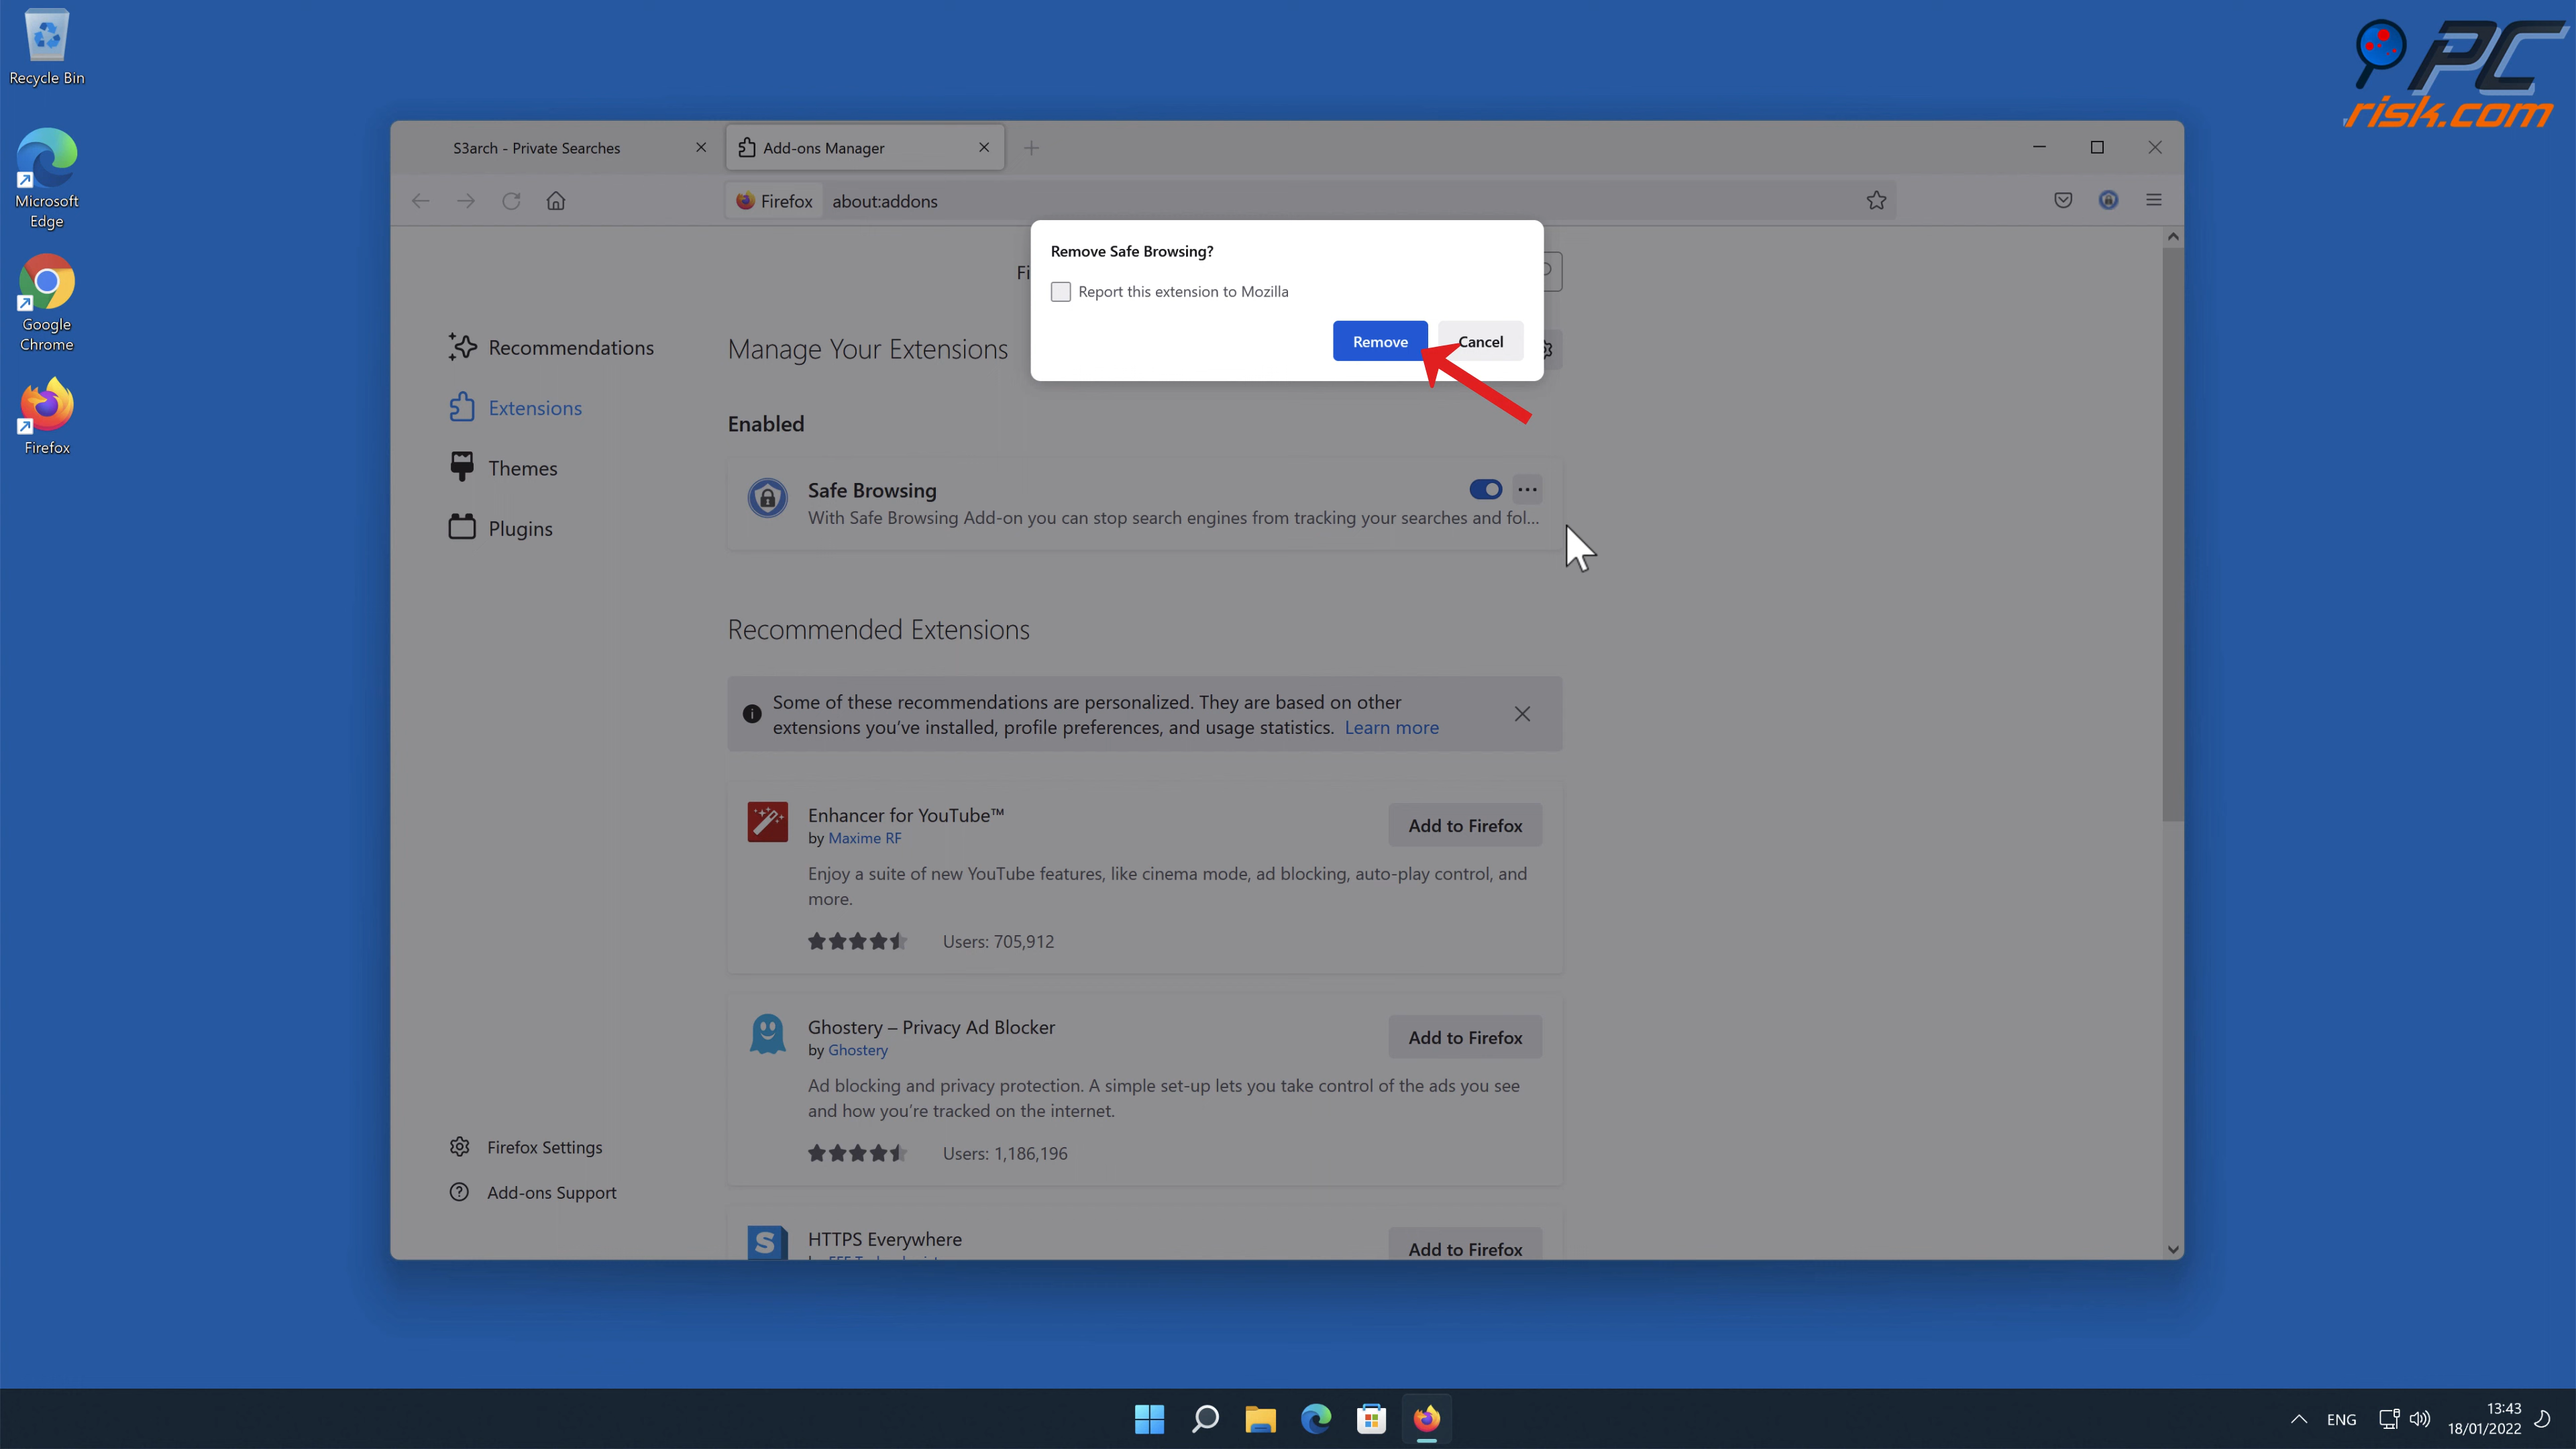 Recycle Bin
Microsoft
Edge
Google
Chrome
Firefox
PC
risk.com
S3arch - Private Searches
Add-ons Manager
Firefox
about:addons
Remove Safe Browsing?
Report this extension to Mozilla
Remove
Cancel
Fi
Recommendations
Extensions
Themes
Plugins
Firefox Settings
Add-ons Support
Manage Your Extensions
Enabled
Safe Browsing
With Safe Browsing Add-on you can stop search engines from tracking your searches and fol...
Recommended Extensions
Some of these recommendations are personalized. They are based on other
extensions you've installed, profile preferences, and usage statistics. Learn more
Enhancer for YouTube™
by Maxime RF
Add to Firefox
Enjoy a suite of new YouTube features, like cinema mode, ad blocking, auto-play control, and
more.
Users: 705,912
Ghostery – Privacy Ad Blocker
by Ghostery
Add to Firefox
Ad blocking and privacy protection. A simple set-up lets you take control of the ads you see
and how you're tracked on the internet.
Users: 1,186,196
HTTPS Everywhere
Add to Firefox
ENG
13:43
18/01/2022